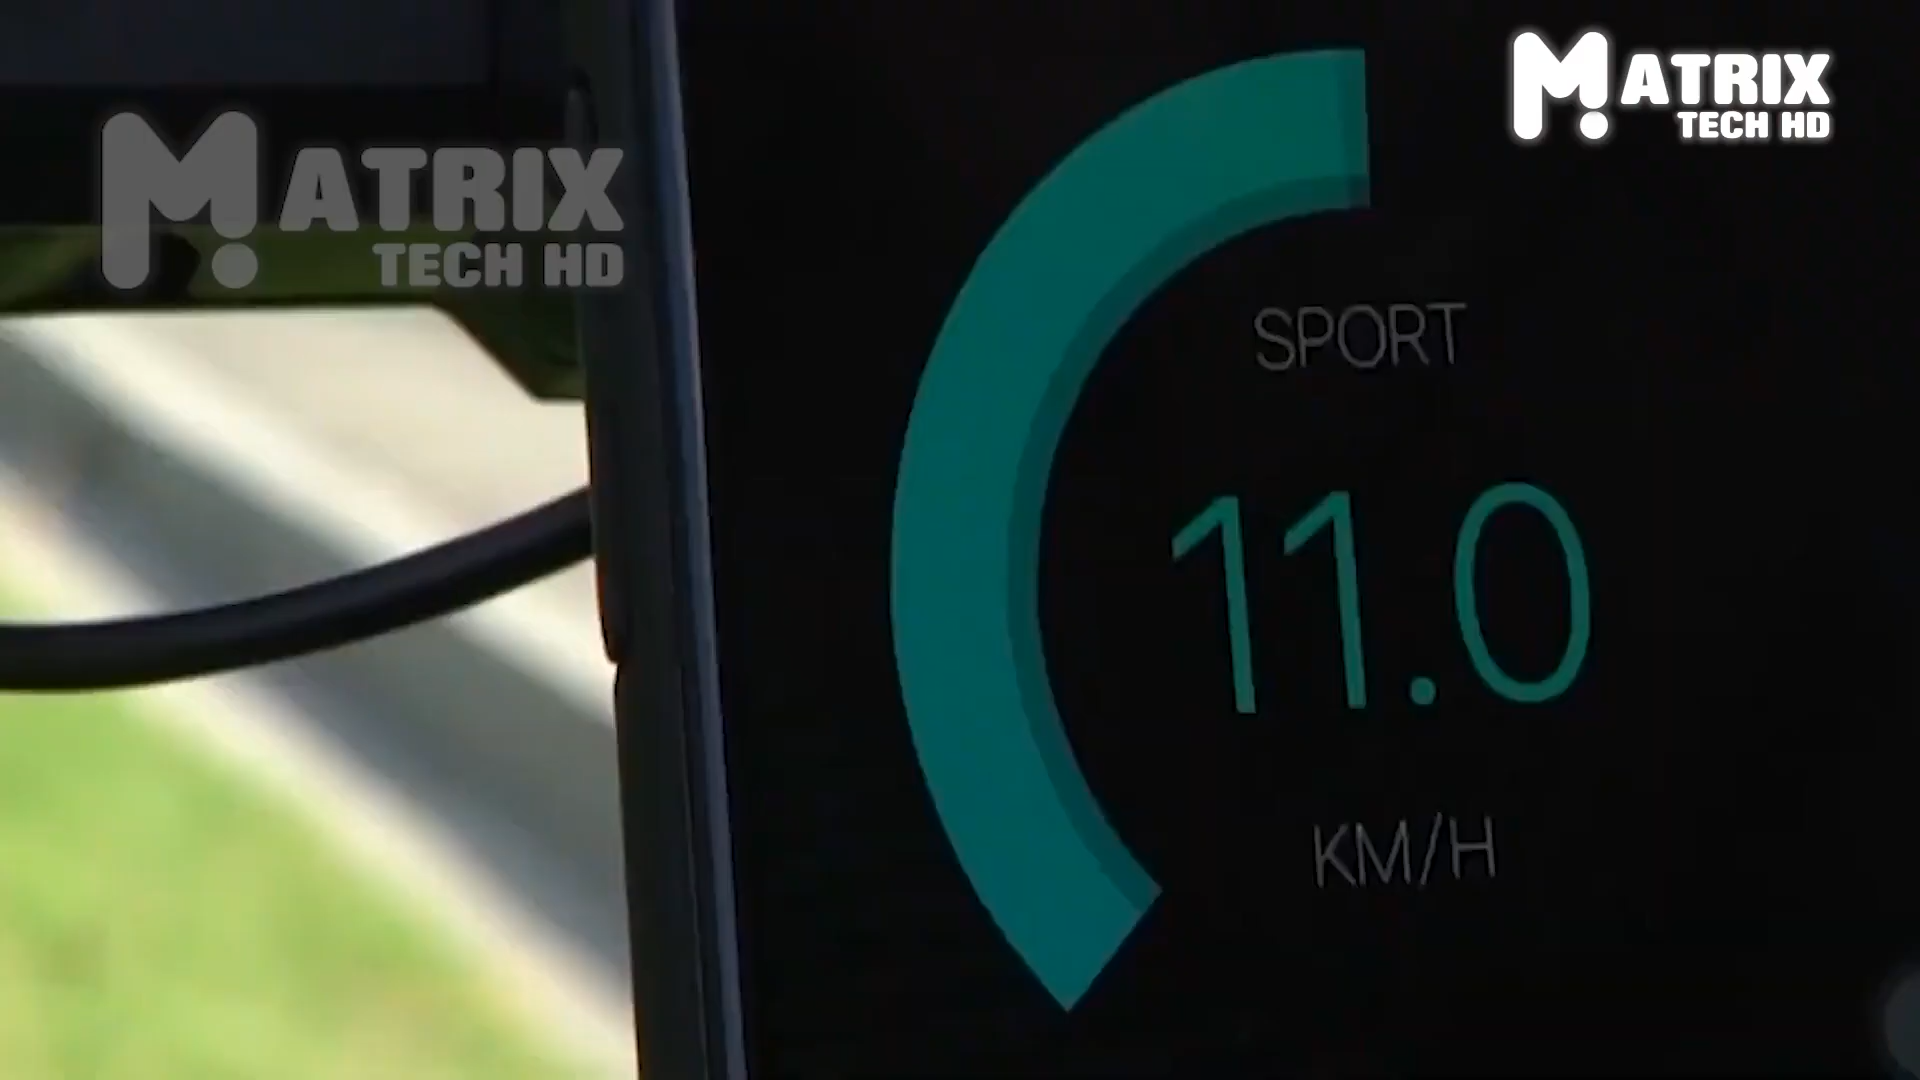 MATRIX
TECH HD
MATRIX
TECH HD
SPORT
11.0
KM/H